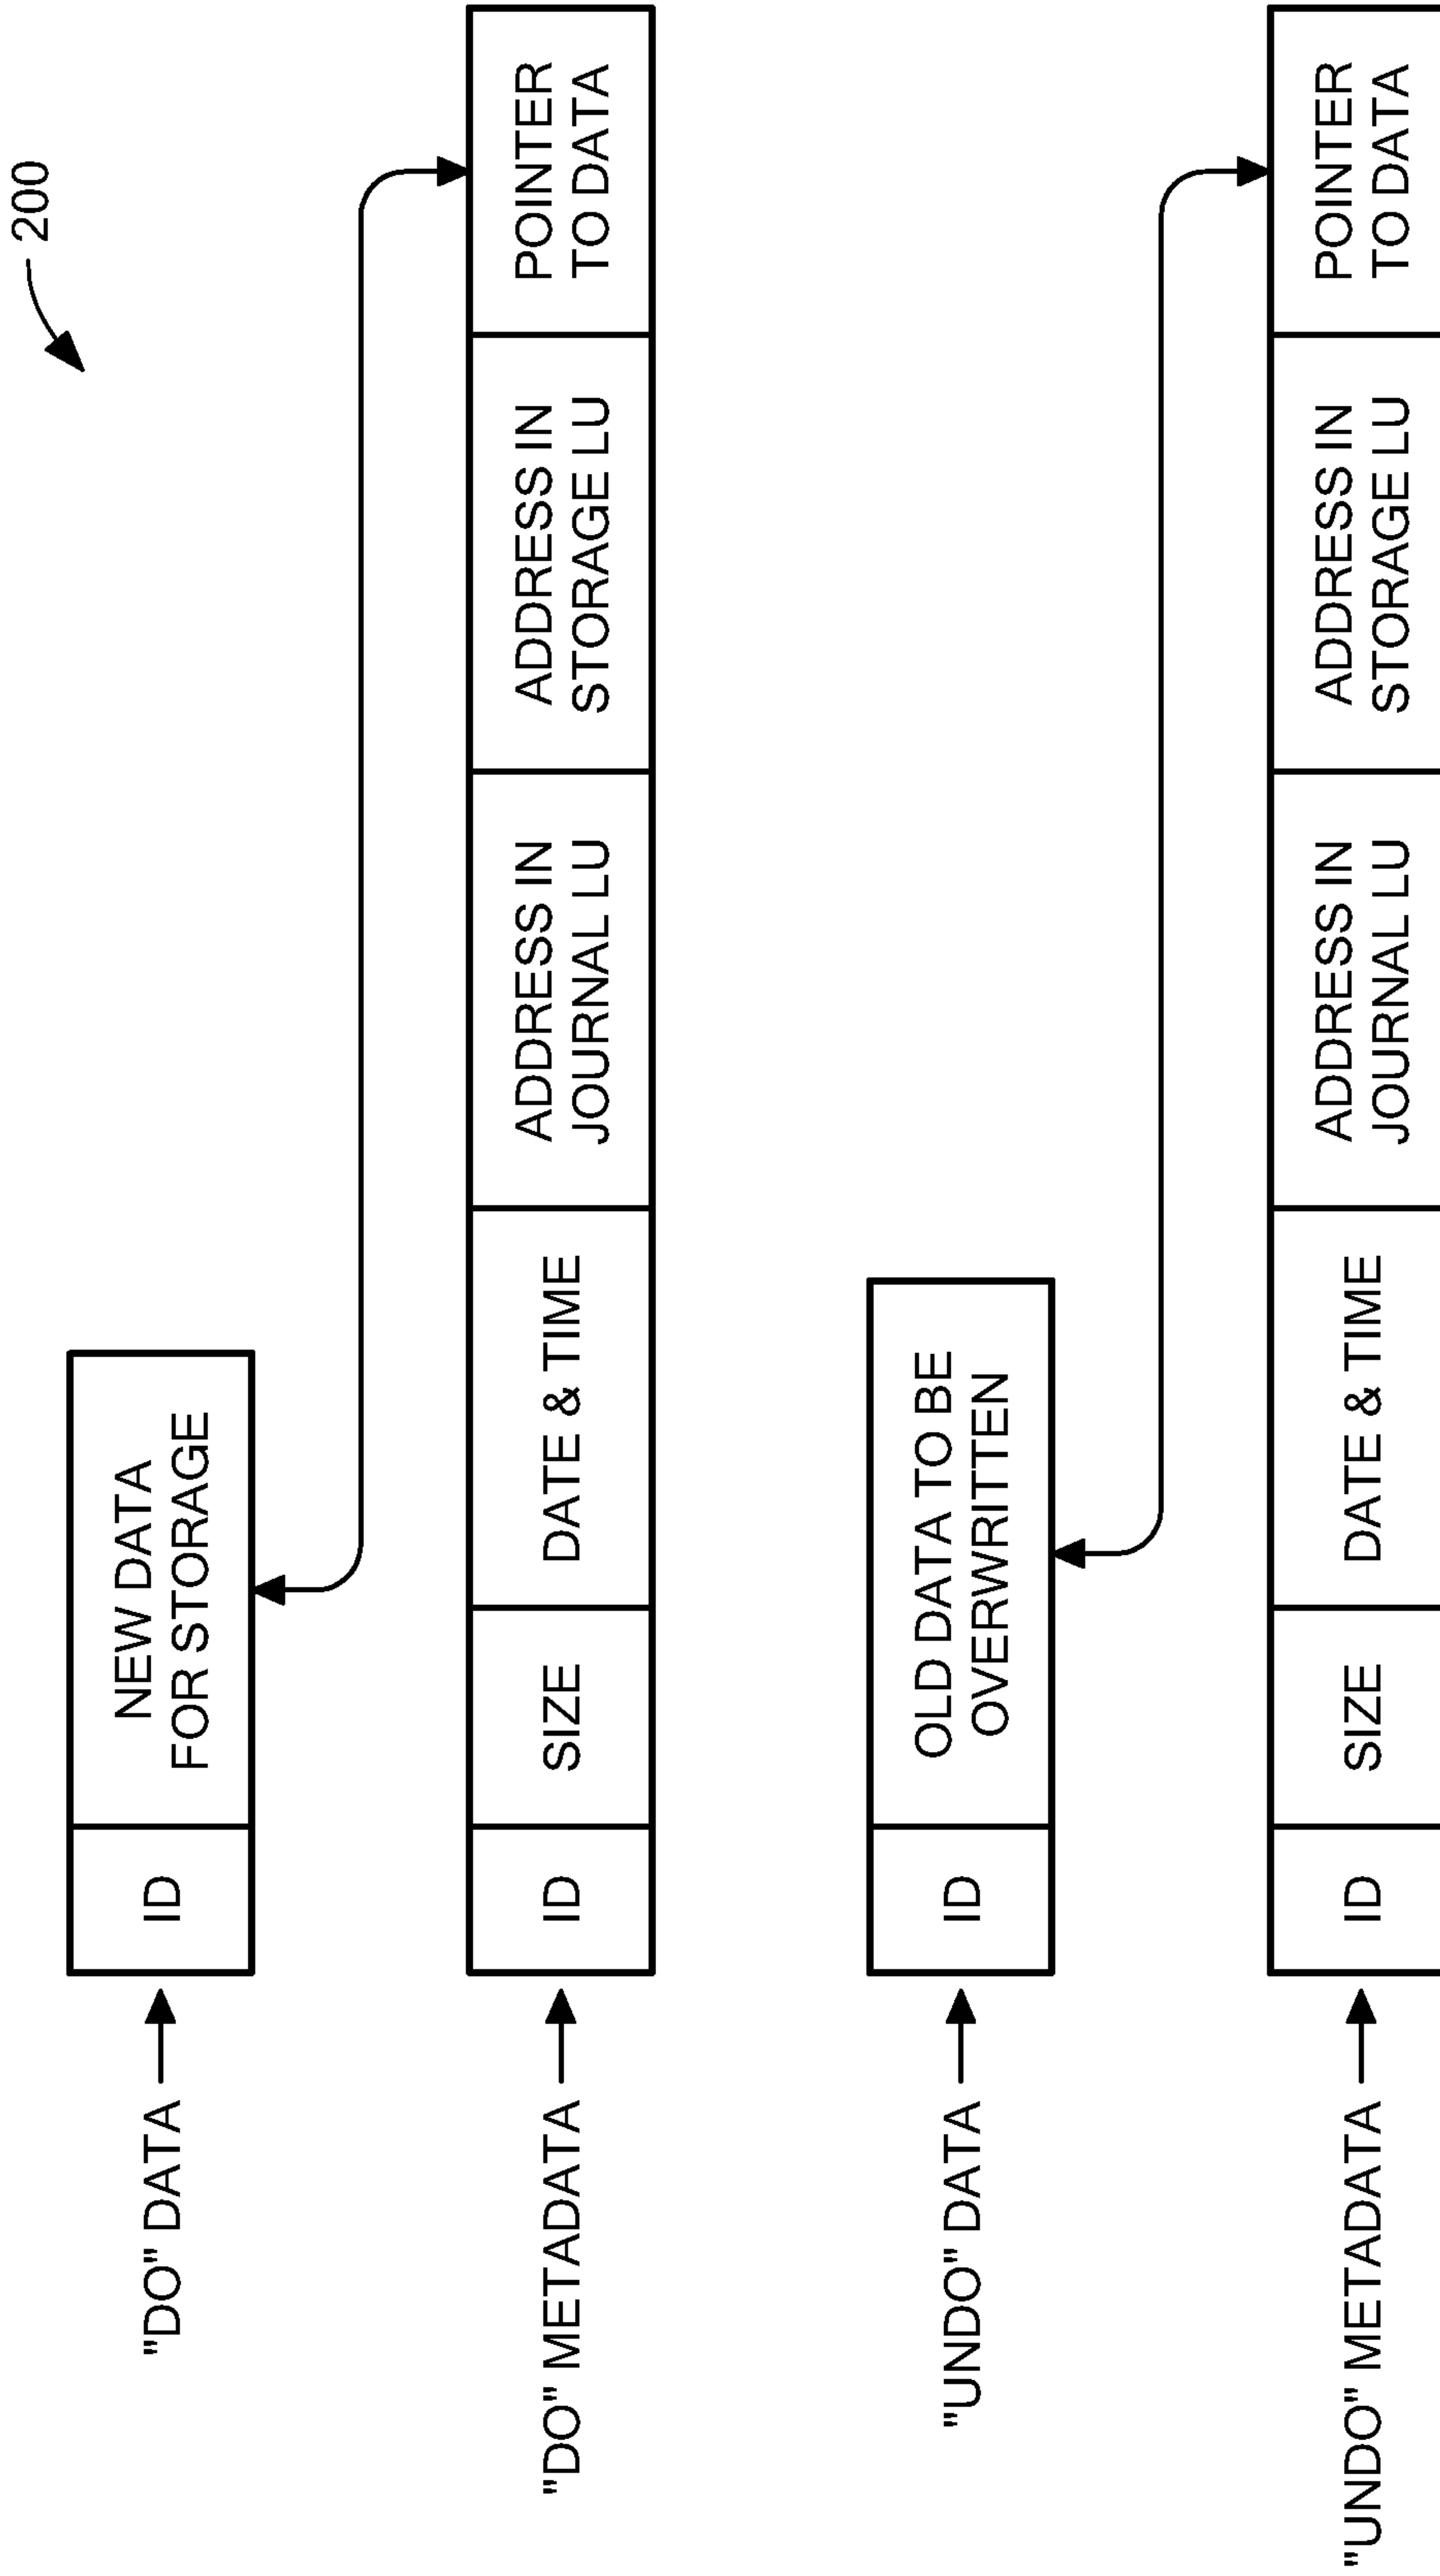 200
"DO" DATA
ID
NEW DATA
FOR STORAGE
"DO" METADATA
ID
SIZE
DATE & TIME
ADDRESS IN
JOURNAL LU
ADDRESS IN
STORAGE LU
POINTER
TO DATA
"UNDO" DATA
ID
OLD DATA TO BE
OVERWRITTEN
"UNDO" METADATA
ID
SIZE
DATE & TIME
ADDRESS IN
JOURNAL LU
ADDRESS IN
STORAGE LU
POINTER
TO DATA